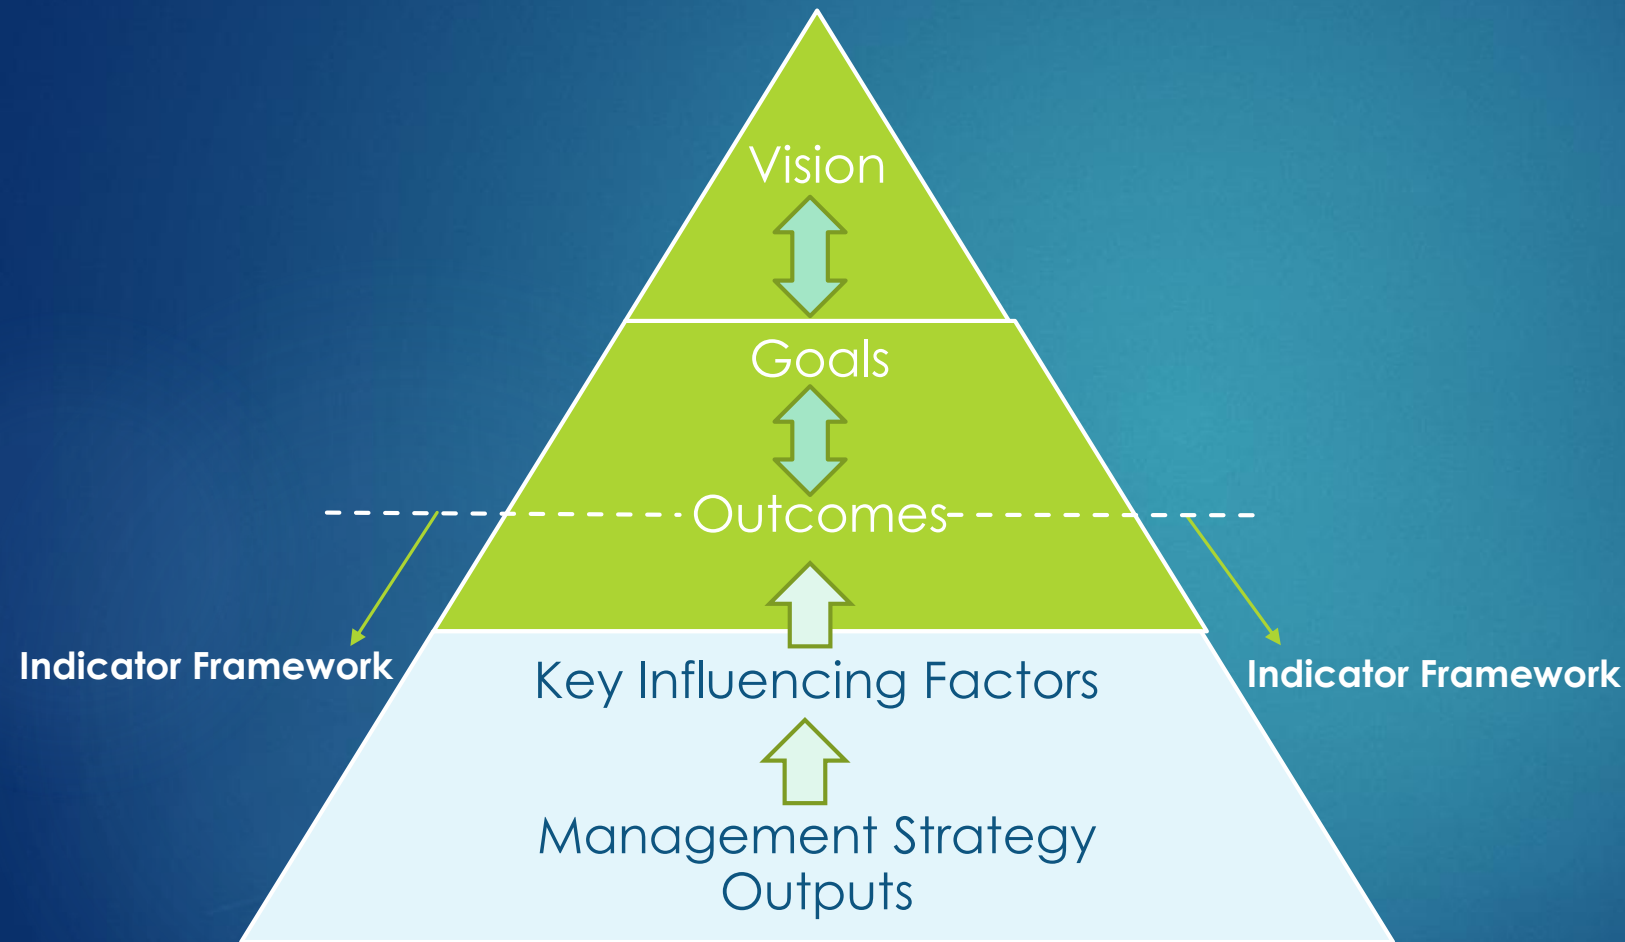 Vision
Goals
Outcomes
Indicator Framework
Key Influencing Factors
Indicator Framework
Management Strategy
Outputs